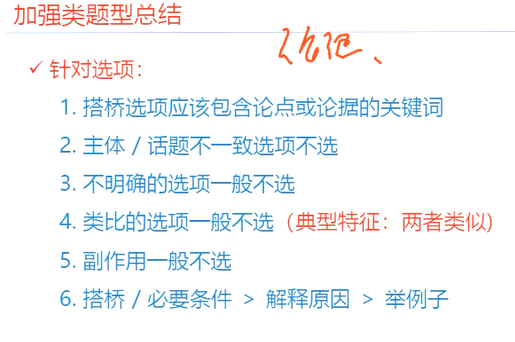 加强类题型总结
✓ 针对选项：
1. 搭桥选项应该包含论点或论据的关键词
2. 主体 / 话题不一致选项不选
3. 不明确的选项一般不选
4. 类比的选项一般不选（典型特征：两者类似）
5. 副作用一般不选
6. 搭桥 / 必要条件 > 解释原因 > 举例子